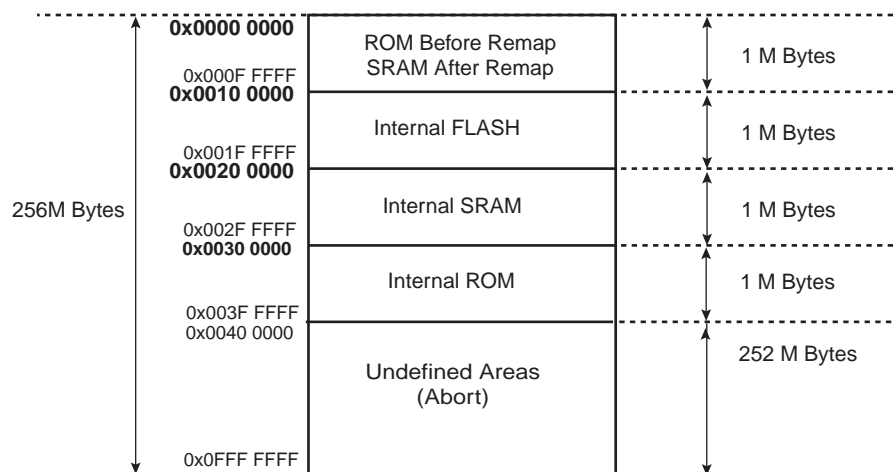 0x0000 0000
ROM Before Remap
SRAM After Remap
1 M Bytes
0x000F FFFF
0x0010 0000
Internal FLASH
1 M Bytes
0x001F FFFF
0x0020 0000
256M Bytes
Internal SRAM
1 M Bytes
0x002F FFFF
0x0030 0000
Internal ROM
1 M Bytes
0x003F FFFF
0x0040 0000
252 M Bytes
Undefined Areas
(Abort)
0x0FFF FFFF